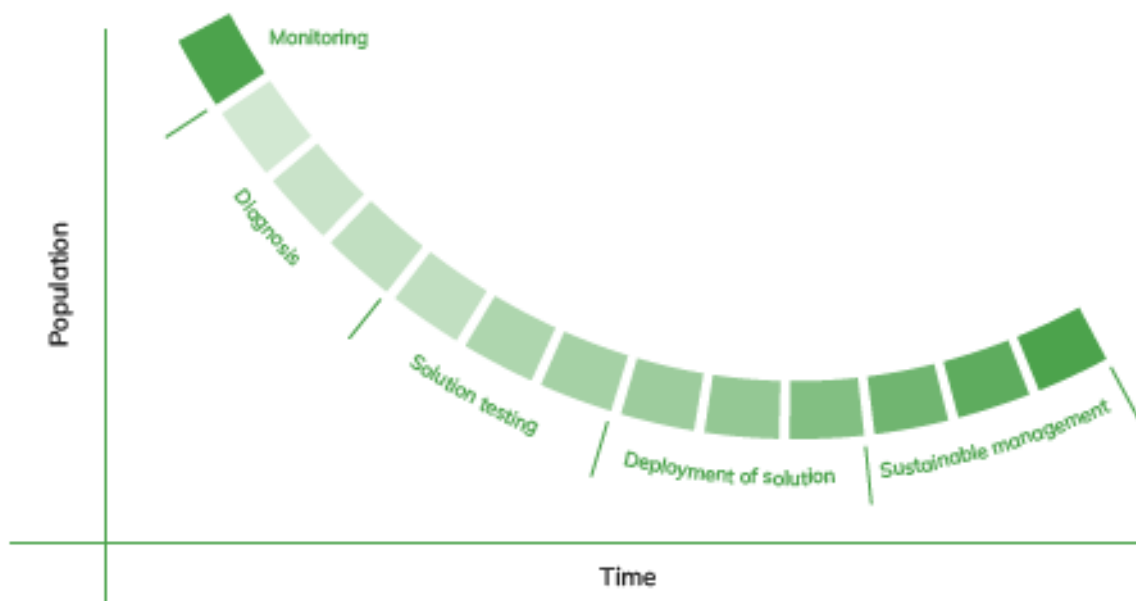 Monitoring
Diagnosis
Solution testing
Deployment of solution
Sustainable management
Population
Time